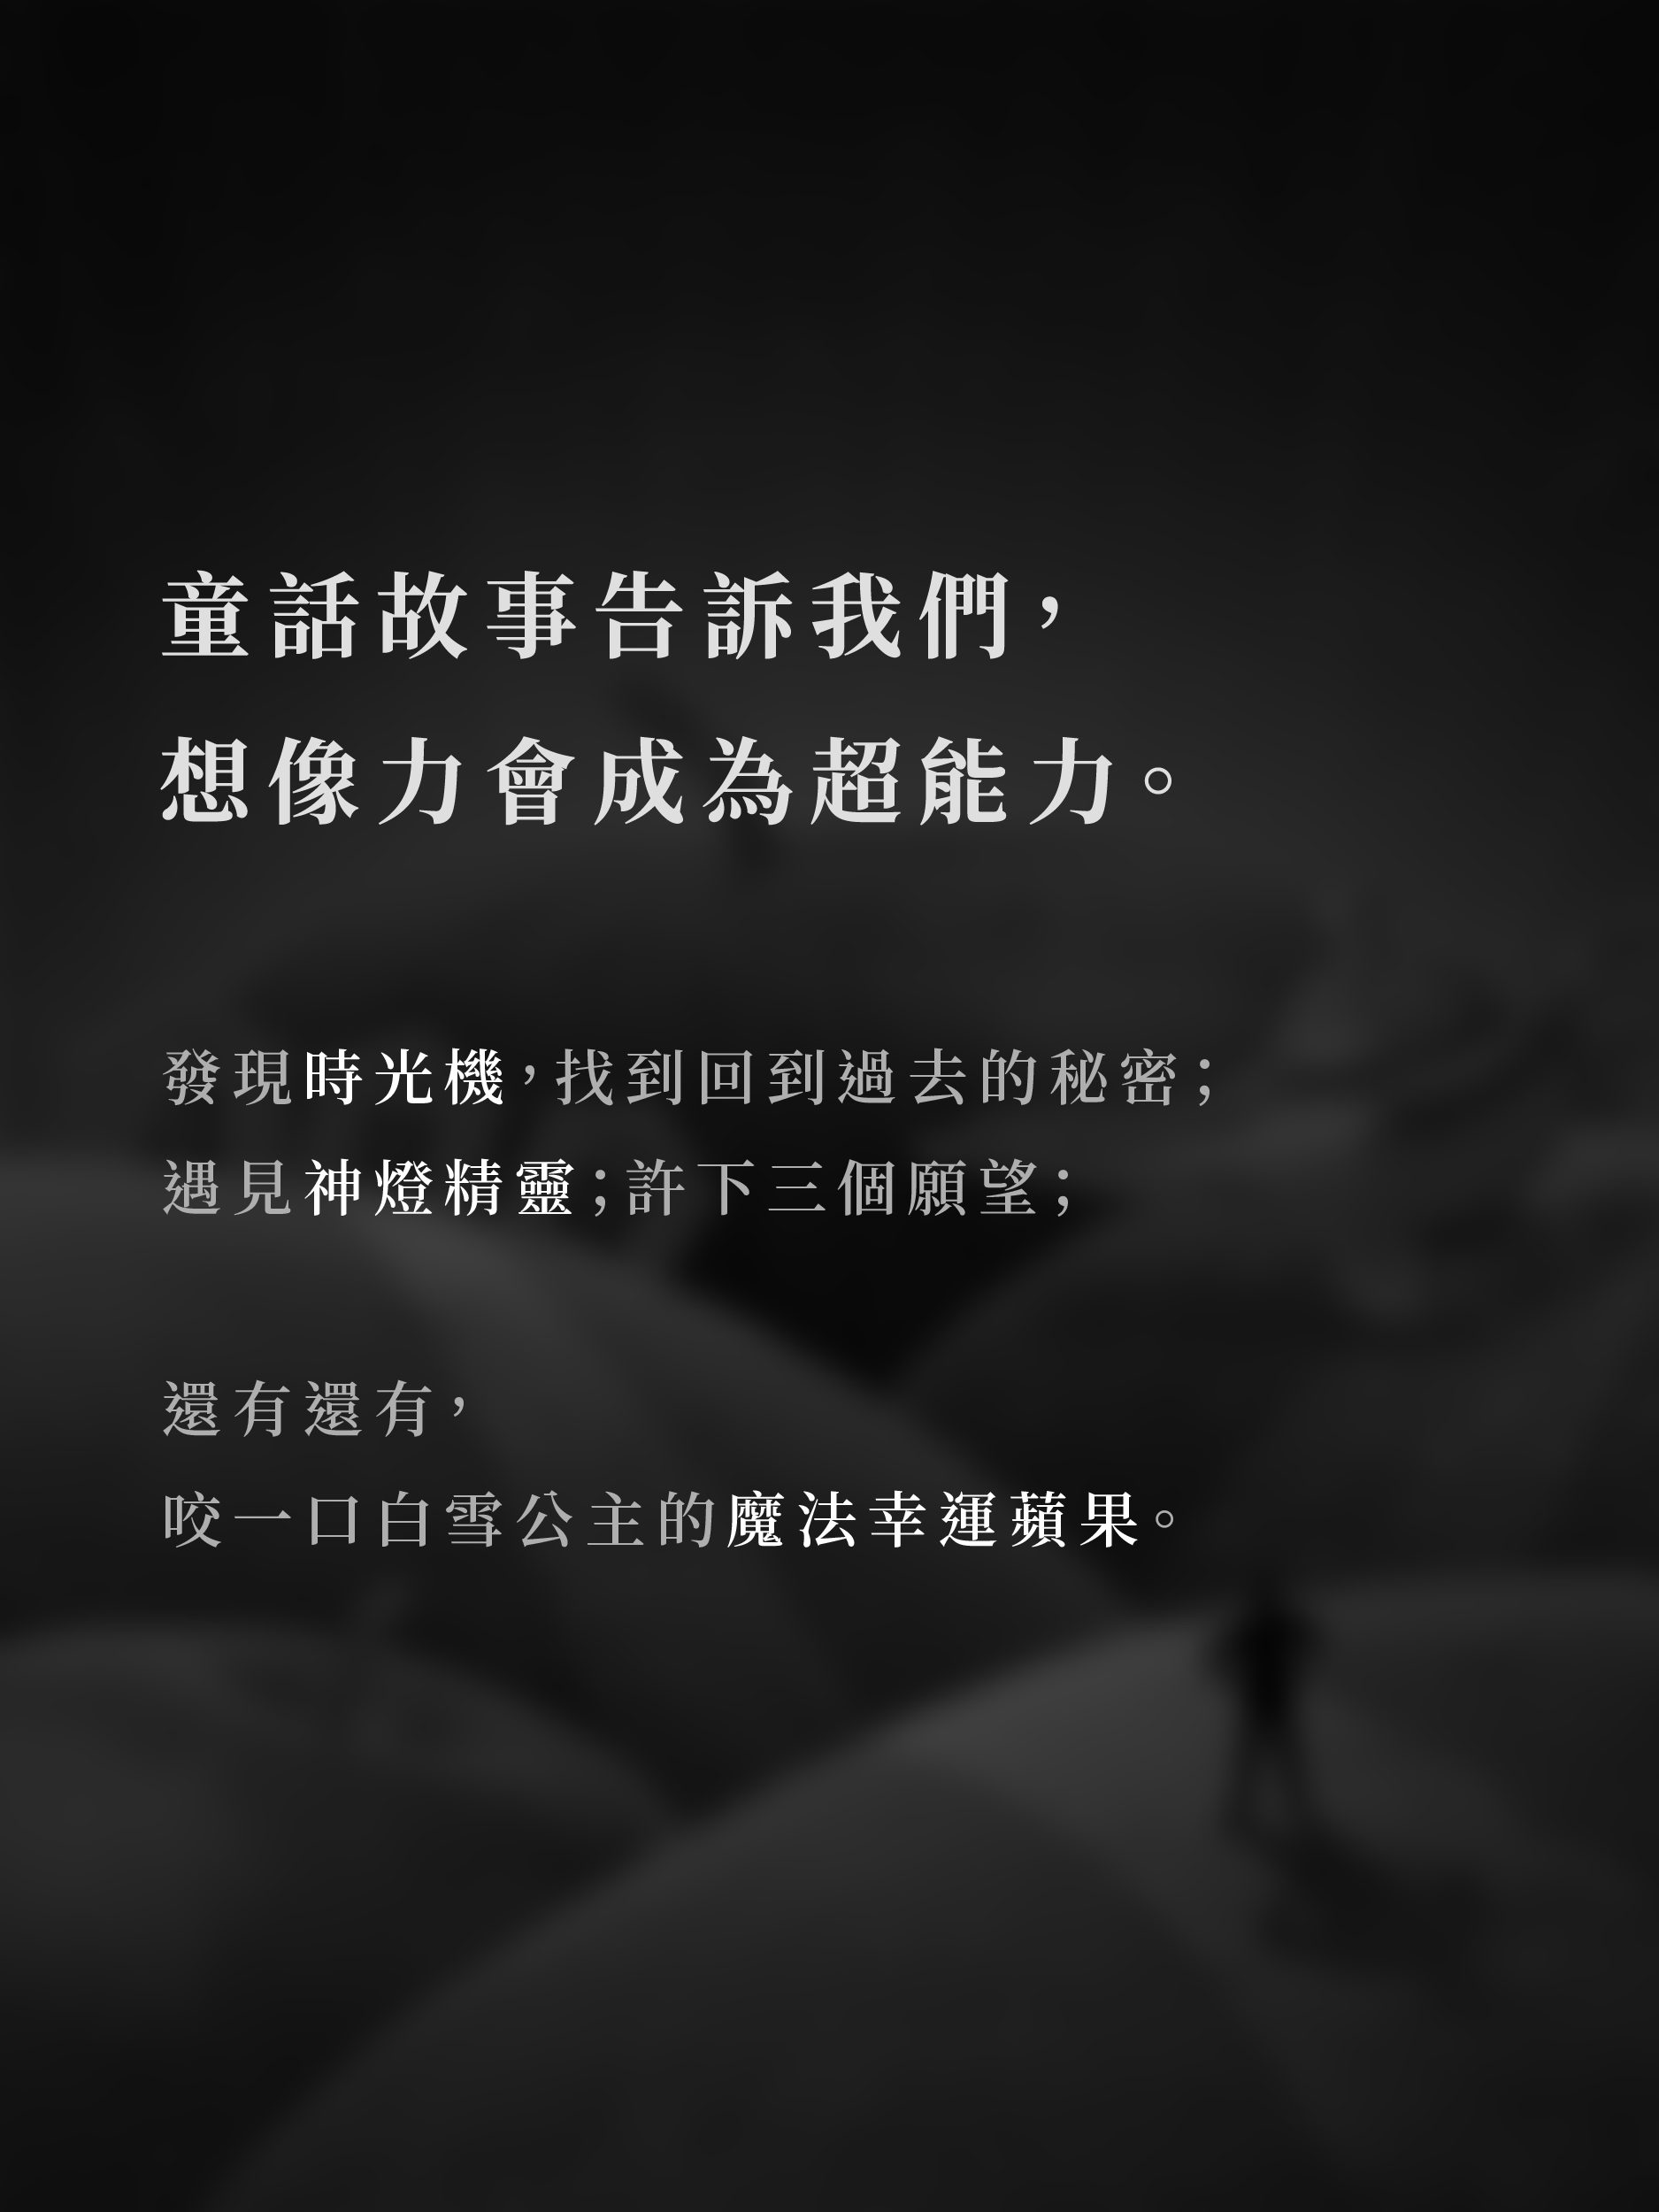 童話故事告訴我們，
想像力會成為超能力。
發現時光機，找到回到過去的秘密；
遇見神燈精靈；許下三個願望；
還有還有，
咬一口白雪公主的魔法幸運蘋果。